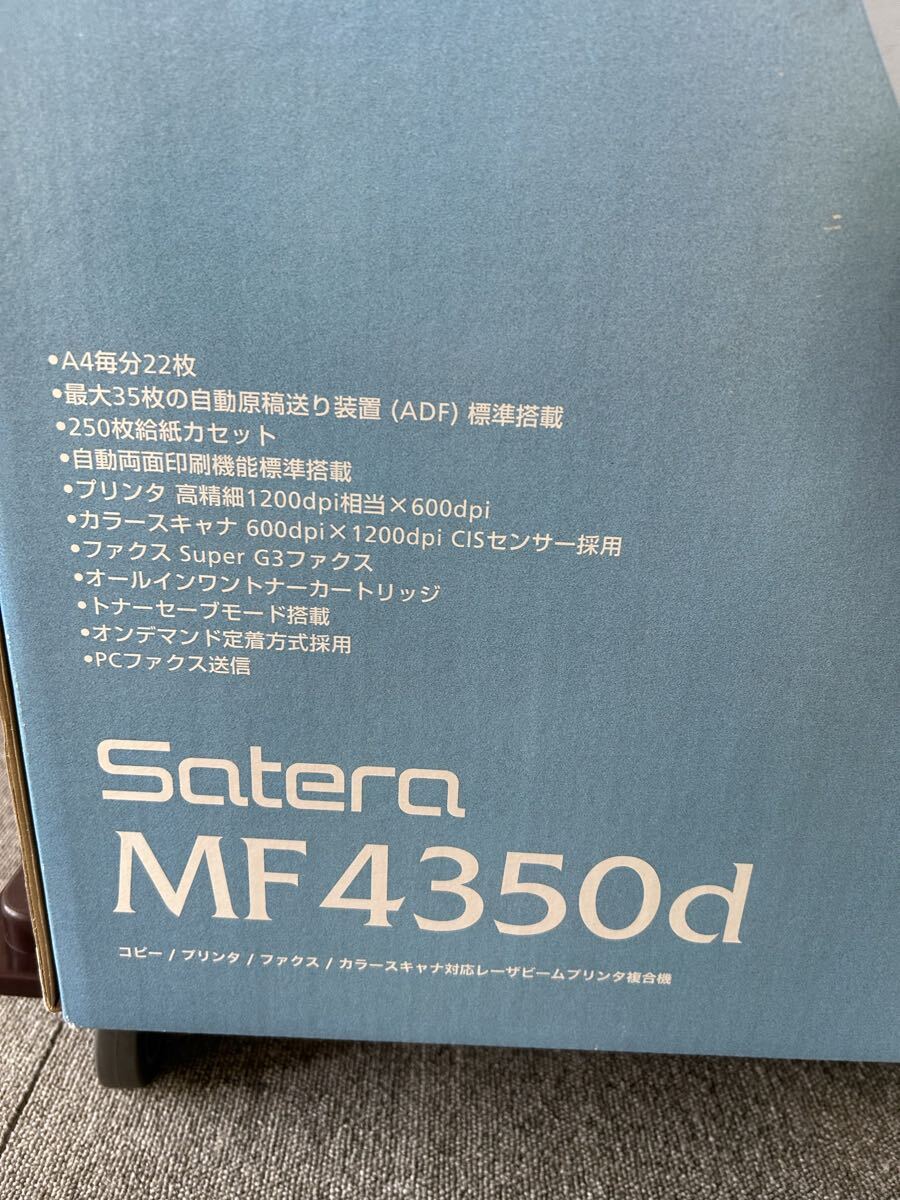 •A4毎分22枚
•最大35枚の自動原稿送り装置 (ADF) 標準搭載
•250枚給紙カセット
•自動両面印刷機能標準搭載
•プリンタ 高精細1200dpi相当×600dpi
•カラースキャナ 600dpi×1200dpi CISセンサー採用
•ファクス Super G3ファクス
•オールインワントナーカートリッジ
•トナーセーブモード搭載
•オンデマンド定着方式採用
•PCファクス送信
Satera
MF4350d
コピー / プリンタ / ファクス / カラースキャナ対応レーザビームプリンタ複合機